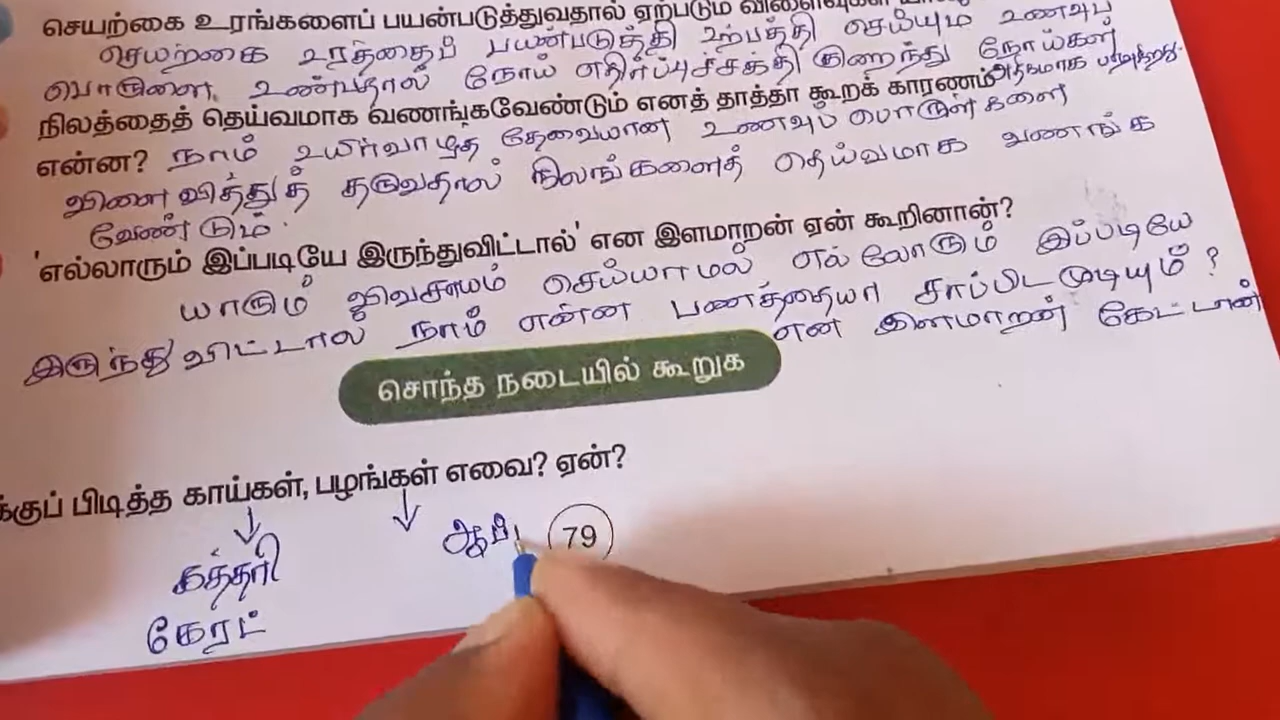 செயற்கை உரங்களைப் பயன்படுத்துவதால் ஏற்படும் விளைவுகள்
செயற்கை உரத்தைப் பயன்படுத்தி உற்பத்தி செய்யும் உணவுப்
பொருளை உண்பதால் நோய் எதிர்ப்புச்சக்தி குறைந்து நோய்கள்
அதிகமாக பரவுகிறது.
நிலத்தைத் தெய்வமாக வணங்கவேண்டும் எனத் தாத்தா கூறக் காரணம்
என்ன? நாம் உயிர்வாழத் தேவையான உணவுப் பொருள்களை
விளைவித்துத் தருவதால் நிலங்களைத் தெய்வமாக வணங்க
வேண்டும்.
'எல்லாரும் இப்படியே இருந்துவிட்டால்' என இளமாறன் ஏன் கூறினான்?
யாரும் விவசாயம் செய்யாமல் எல்லோரும் இப்படியே
இருந்து விட்டால் நாம் என்ன பணத்தையா சாப்பிட முடியும்?
என இளமாறன் கேட்டான்
சொந்த நடையில் கூறுக
க்குப் பிடித்த காய்கள், பழங்கள் எவை? ஏன்?
கத்தரி
கேரட்
79